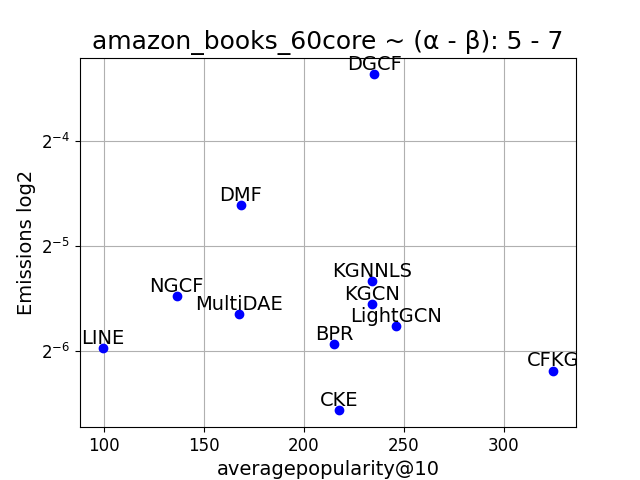 amazon_books_60core ~ (α - β): 5 - 7
DGCF
2⁻⁴
DMF
2⁻⁵
KGNNLS
NGCF
KGCN
MultiDAE
LightGCN
BPR
LINE
2⁻⁶
CFKG
CKE
Emissions log2
100 150 200 250 300
averagepopularity@10